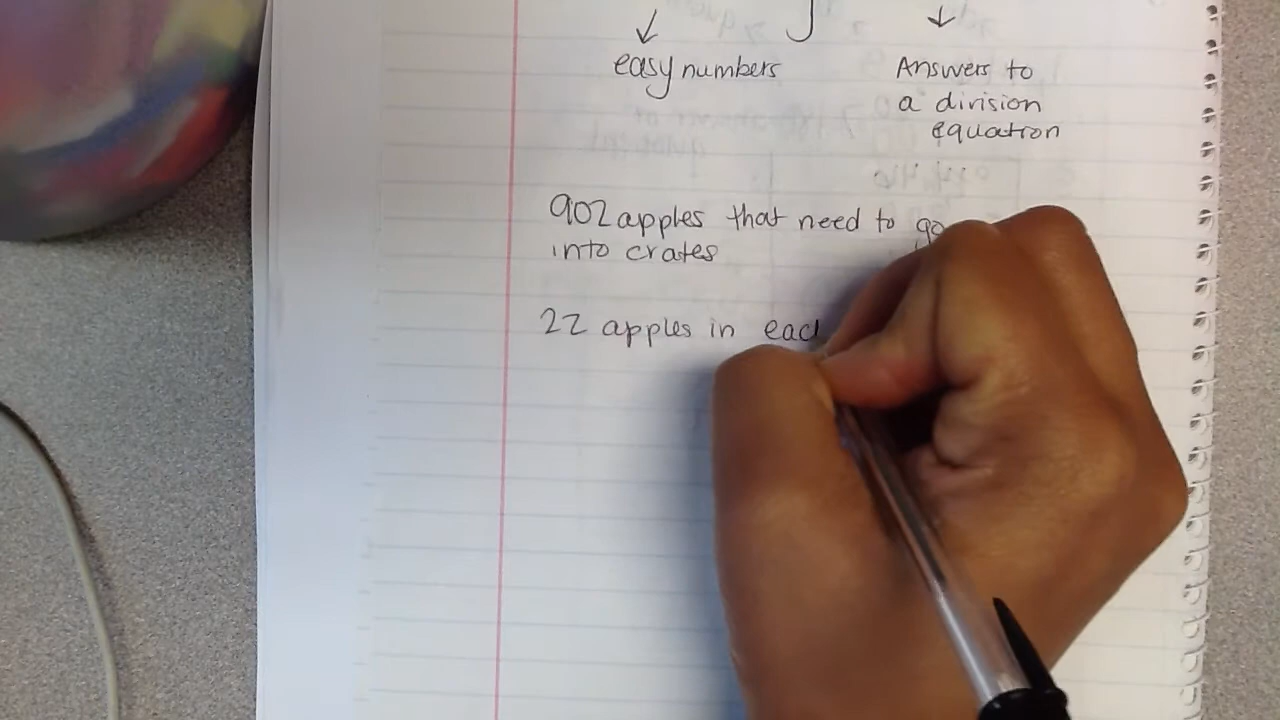 easy numbers
Answers to
a division
equation
902 apples that need to go
into crates
22 apples in each